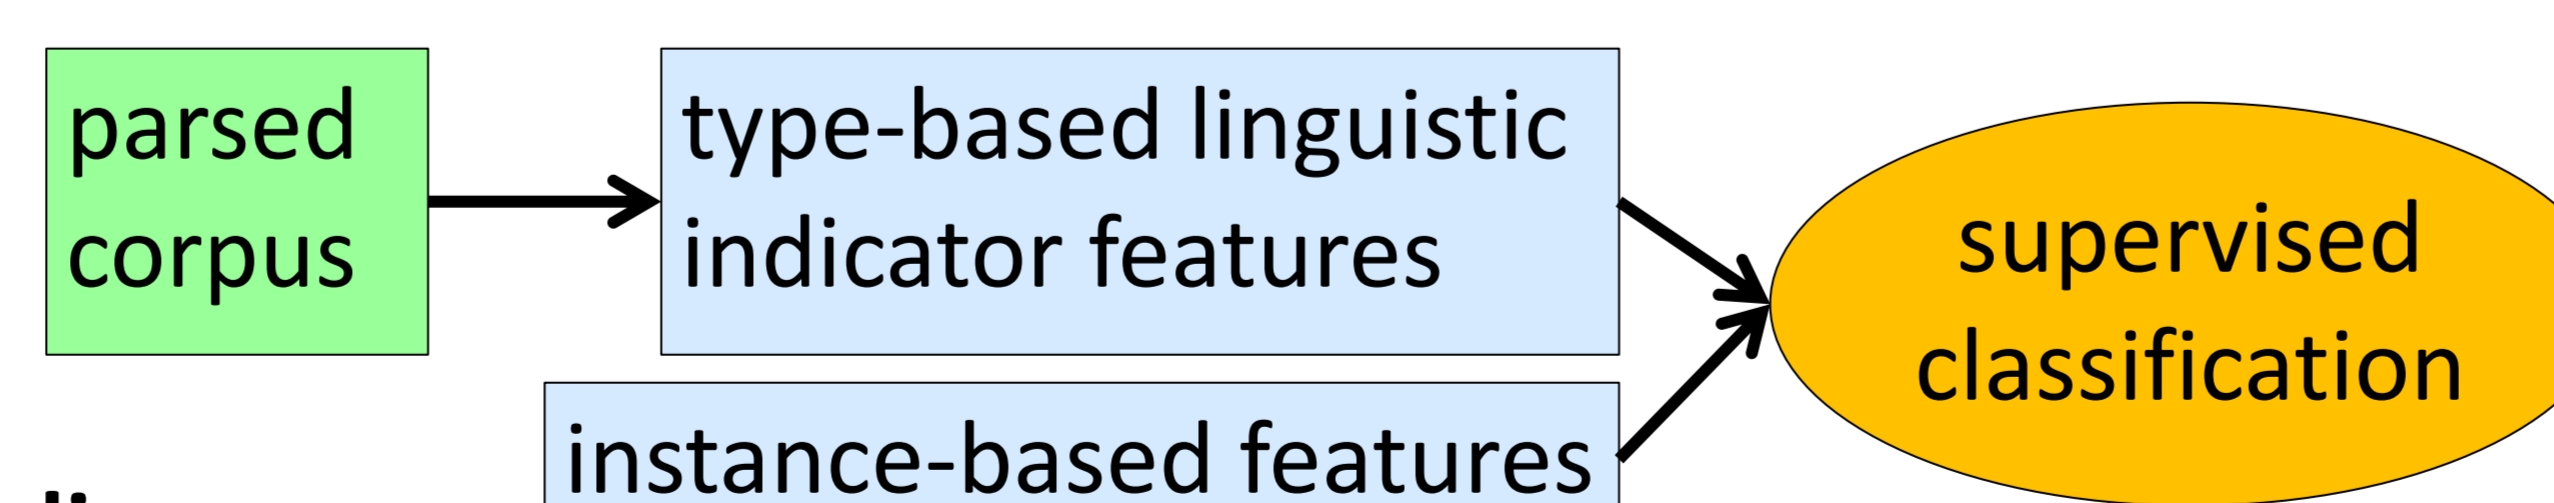 parsed
corpus
type-based linguistic
indicator features
instance-based features
supervised
classification